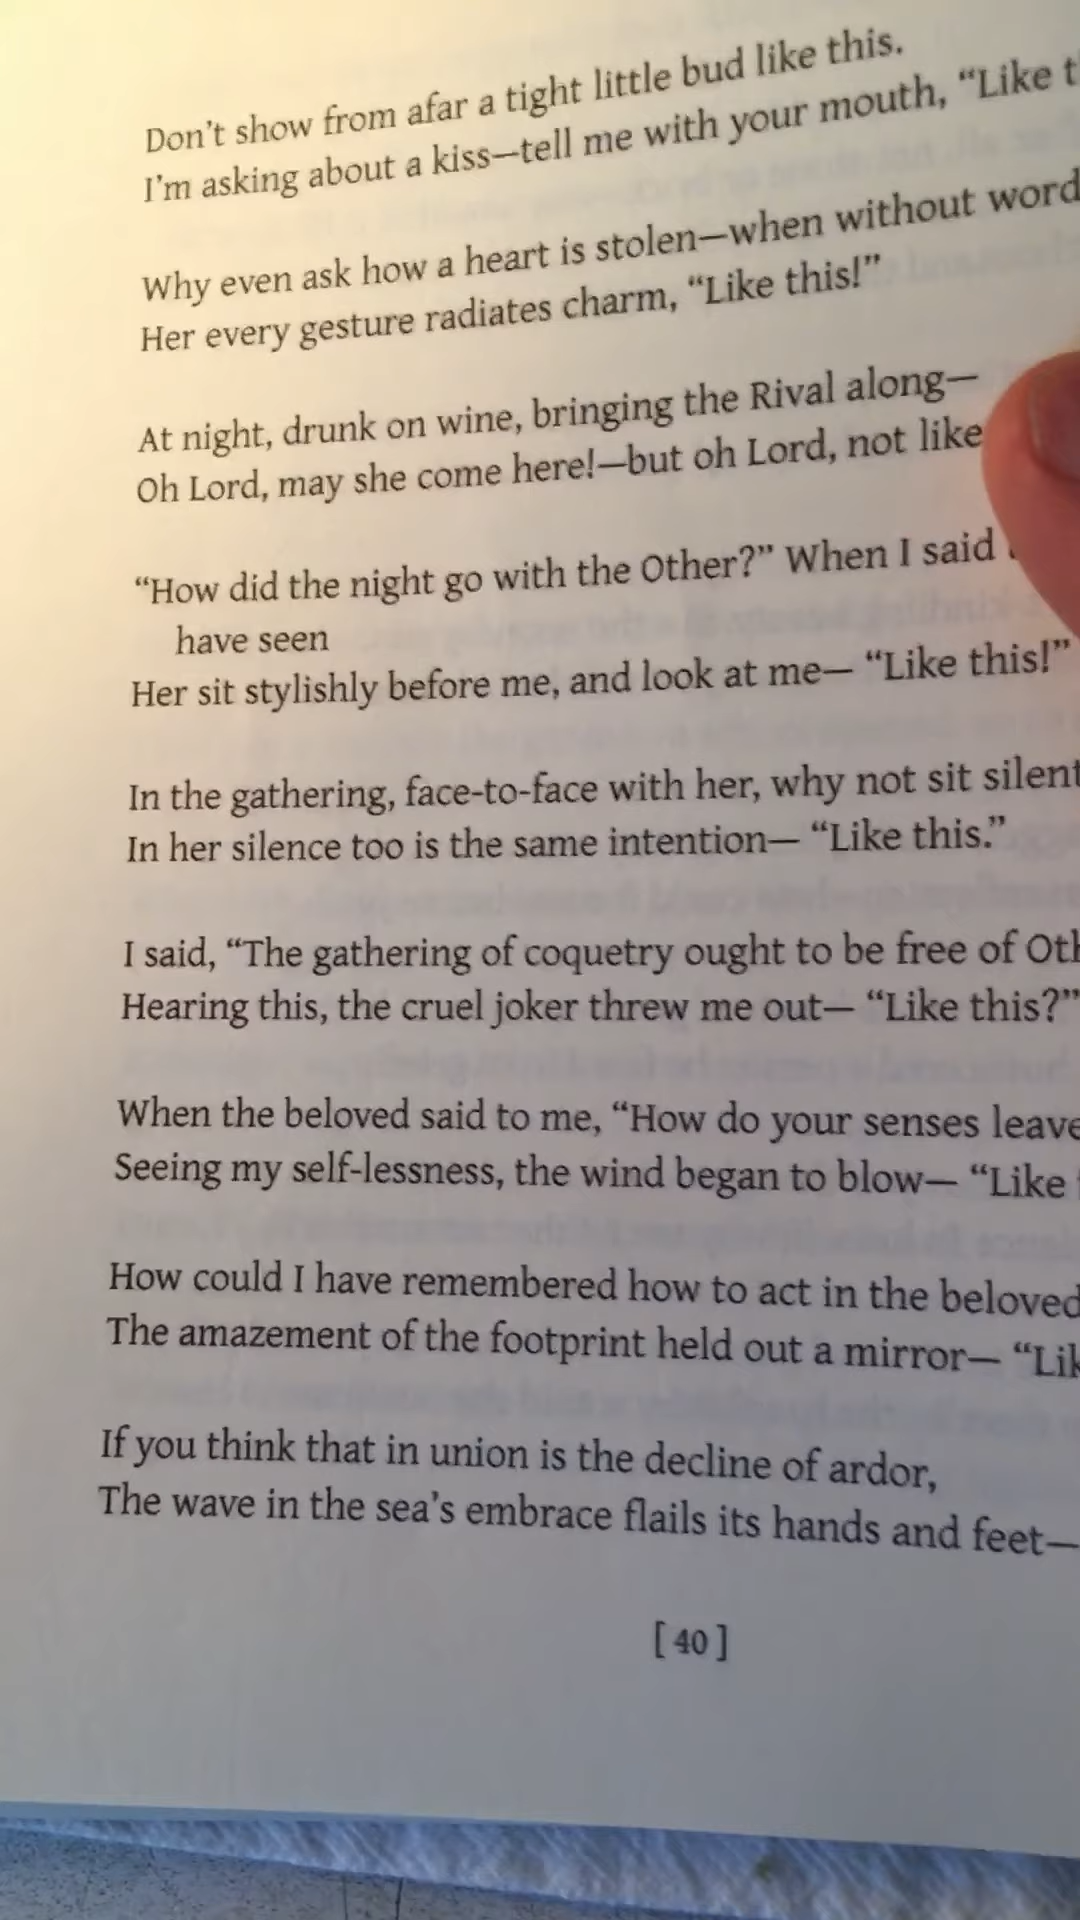 Don't show from afar a tight little bud like this.
I'm asking about a kiss—tell me with your mouth, “Like
Why even ask how a heart is stolen—when without
Her every gesture radiates charm, “Like this!”
At night, drunk on wine, bringing the Rival along—
Oh Lord, may she come here!—but oh Lord, not like
“How did the night go with the Other?” When I said
have seen
Her sit stylishly before me, and look at me— “Like this!”
In the gathering, face-to-face with her, why not sit silent
In her silence too is the same intention— “Like this.”
I said, “The gathering of coquetry ought to be free of
Hearing this, the cruel joker threw me out— “Like this?”
When the beloved said to me, “How do your senses leave
Seeing my self-lessness, the wind began to blow— “Like
How could I have remembered how to act in the beloved
The amazement of the footprint held out a mirror—
If you think that in union is the decline of ardor,
The wave in the sea's embrace flails its hands and feet—
[ 40 ]